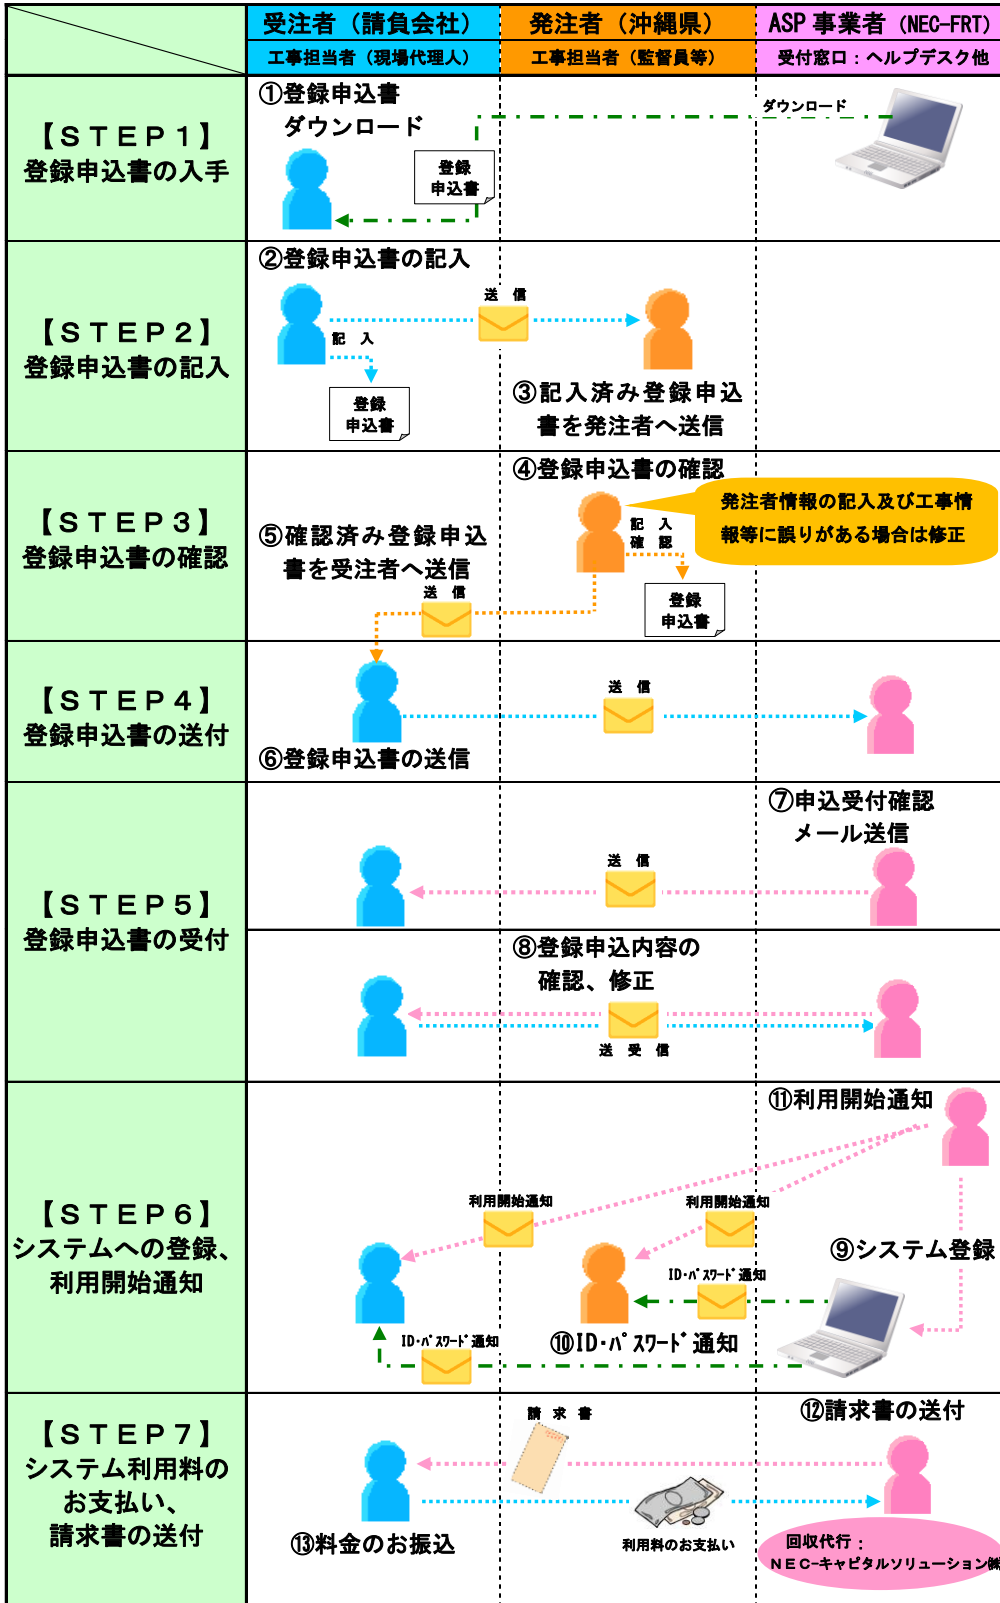 受注者（請負会社）
発注者（沖縄県）
ASP 事業者（NEC-FRT）
工事担当者（現場代理人）
工事担当者（監督員等）
受付窓口：ヘルプデスク他
【ＳＴＥＰ１】
登録申込書の入手
①登録申込書
ダウンロード
ダウンロード
登録
申込書
【ＳＴＥＰ２】
登録申込書の記入
②登録申込書の記入
送　信
記　入
登録
申込書
③記入済み登録申込
書を発注者へ送信
【ＳＴＥＰ３】
登録申込書の確認
④登録申込書の確認
発注者情報の記入及び工事情
報等に誤りがある場合は修正
記　入
確　認
登録
申込書
⑤確認済み登録申込
書を受注者へ送信
送　信
【ＳＴＥＰ４】
登録申込書の送付
送　信
⑥登録申込書の送信
【ＳＴＥＰ５】
登録申込書の受付
⑦申込受付確認
メール送信
送　信
⑧登録申込内容の
確認、修正
送　受　信
【ＳＴＥＰ６】
システムへの登録、
利用開始通知
⑪利用開始通知
利用開始通知
利用開始通知
⑨システム登録
ID･ﾊﾟｽﾜｰﾄﾞ通知
⑩ID･ﾊﾟｽﾜｰﾄﾞ通知
ID･ﾊﾟｽﾜｰﾄﾞ通知
【ＳＴＥＰ７】
システム利用料の
お支払い、
請求書の送付
⑫請求書の送付
請　求　書
⑬料金のお振込
利用料のお支払い
回収代行：
ＮＥＣ-キャピタルソリューション㈱